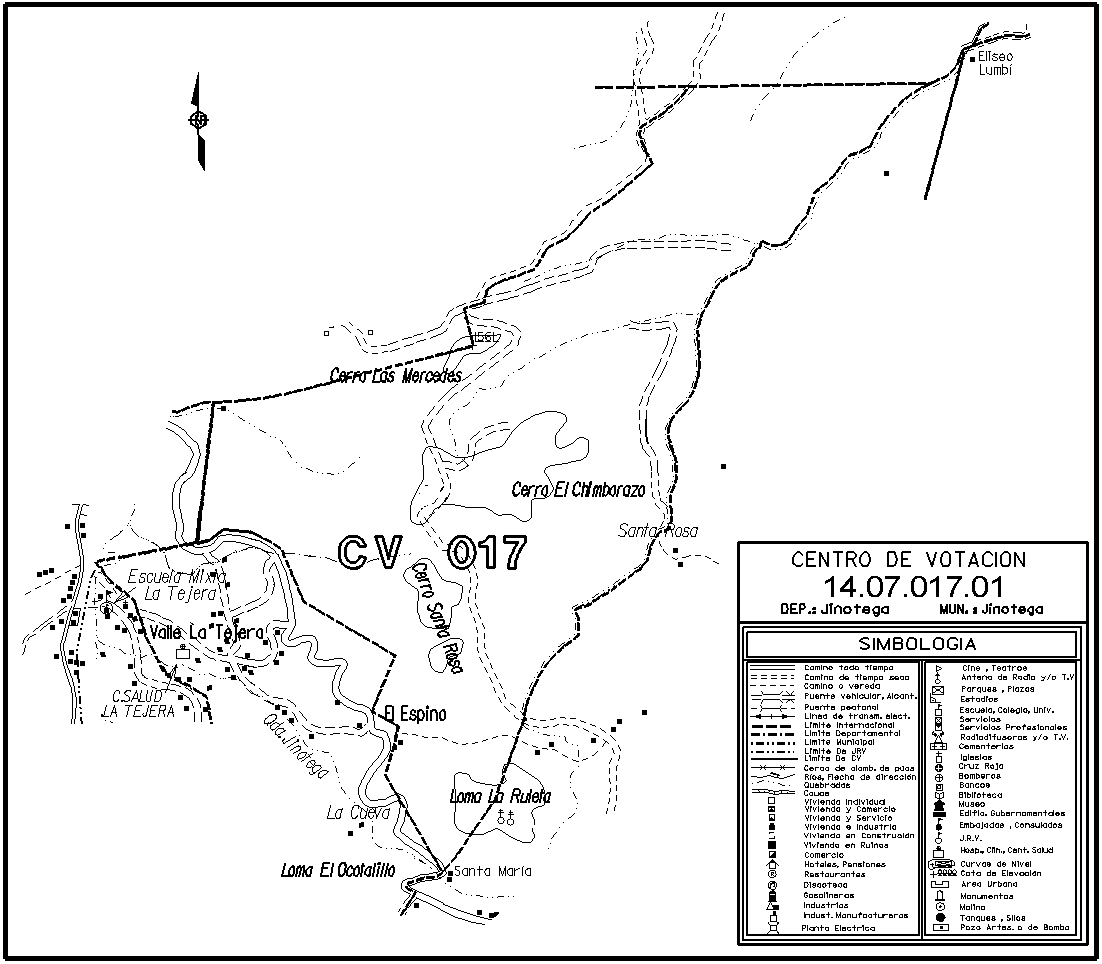 Eliseo
Lumbí
1561
Cerro Las Mercedes
Cerro El Chimborazo
Santa Rosa
CV 017
Escuela Mixta
La Tejera
Valle La Tejera
Cerro Santa Rosa
C.SALUD
LA TEJERA
El Espino
Qda.Jinotega
La Cueva
Loma La Ruleta
Loma El Ocotalillo
Santa María
CENTRO DE VOTACION
14.07.017.01
DEP.: Jinotega MUN.: Jinotega
SIMBOLOGIA
Camino todo tiempo
Camino de tiempo seco
Camino o vereda
Puente vehicular, Alcant.
Puente peatonal
Linea de transm. elect.
Limite Internacional
Limite Departamental
Limite Municipal
Limite De JRV
Limite De CV
Cerca de alamb. de puas
Ríos, Flecha de dirección
Quebradas
Cauce
Vivienda Individual
Vivienda y Comercio
Vivienda y Servicio
Vivienda e Industria
Vivienda en Construción
Vivienda en Ruinas
Comercio
Hoteles, Pensiones
Restaurantes
Discoteca
Gasolineras
Industrias
Indust. Manufactureras
Planta Electrica
Cine , Teatros
Antena de Radio y/o T.V
Parques , Plazas
Estadios
Escuela, Colegio, Univ.
Servicios
Servicios Profesionales
Radiodifusoras y/o T.V.
Cementerios
Iglesias
Cruz Roja
Bomberos
Bancos
Biblioteca
Museo
Edific. Gubernamentales
Embajadas , Consulados
J.R.V.
Hosp., Clin., Cent. Salud
Curvas de Nivel
Cota de Elevación
Area Urbana
Monumentos
Molino
Tanques , Silos
Pozo Artes. o de Bomba